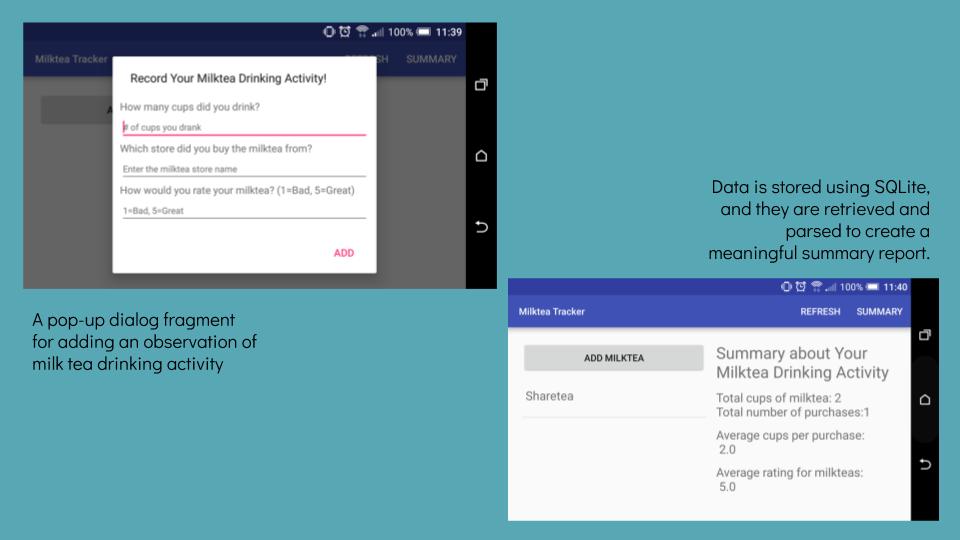 100% 11:39
Milktea Tracker SH SUMMARY
A
Record Your Milktea Drinking Activity!
How many cups did you drink?
# of cups you drank
Which store did you buy the milktea from?
Enter the milktea store name
How would you rate your milktea? (1=Bad, 5=Great)
1=Bad, 5=Great
ADD
A pop-up dialog fragment
for adding an observation of
milk tea drinking activity
Data is stored using SQLite,
and they are retrieved and
parsed to create a
meaningful summary report.
100% 11:40
Milktea Tracker REFRESH SUMMARY
ADD MILKTEA
Sharetea
Summary about Your
Milktea Drinking Activity
Total cups of milktea: 2
Total number of purchases:1
Average cups per purchase:
2.0
Average rating for milkteas:
5.0